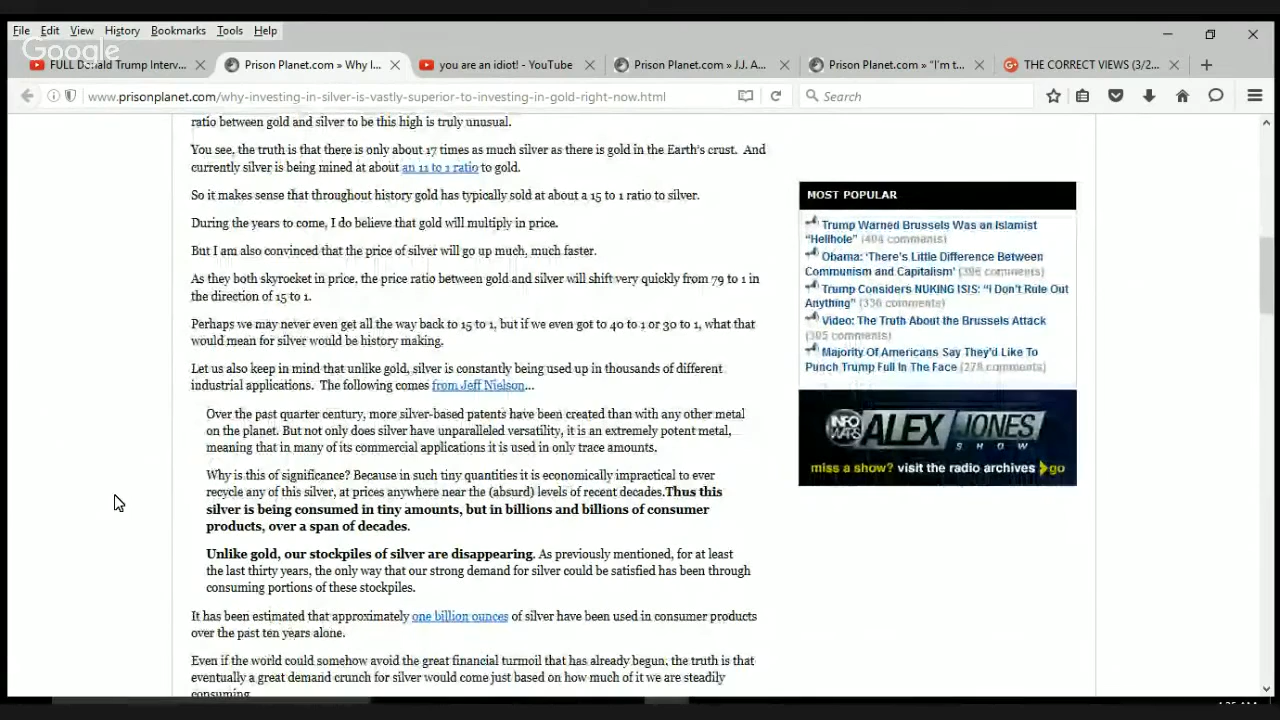 File Edit View History Bookmarks Tools Help
Google
FULL Donald Trump Interv...
Prison Planet.com » Why I...
you are an idiot! - YouTube
Prison Planet.com » J.J. A...
Prison Planet.com » "I'm t...
THE CORRECT VIEWS (3/2...
www.prisonplanet.com/why-investing-in-silver-is-vastly-superior-to-investing-in-gold-right-now.html
Search
ratio between gold and silver to be this high is truly unusual.
You see, the truth is that there is only about 17 times as much silver as there is gold in the Earth's crust. And
currently silver is being mined at about an 11 to 1 ratio to gold.
So it makes sense that throughout history gold has typically sold at about a 15 to 1 ratio to silver.
During the years to come, I do believe that gold will multiply in price.
But I am also convinced that the price of silver will go up much, much faster.
As they both skyrocket in price, the price ratio between gold and silver will shift very quickly from 79 to 1 in
the direction of 15 to 1.
Perhaps we may never even get all the way back to 15 to 1, but if we even got to 40 to 1 or 30 to 1, what that
would mean for silver would be history making.
Let us also keep in mind that unlike gold, silver is constantly being used up in thousands of different
industrial applications. The following comes from Jeff Nielson...
Over the past quarter century, more silver-based patents have been created than with any other metal
on the planet. But not only does silver have unparalleled versatility, it is an extremely potent metal,
meaning that in many of its commercial applications it is used in only trace amounts.
Why is this of significance? Because in such tiny quantities it is economically impractical to ever
recycle any of this silver, at prices anywhere near the (absurd) levels of recent decades.Thus this
silver is being consumed in tiny amounts, but in billions and billions of consumer
products, over a span of decades.
Unlike gold, our stockpiles of silver are disappearing. As previously mentioned, for at least
the last thirty years, the only way that our strong demand for silver could be satisfied has been through
consuming portions of these stockpiles.
It has been estimated that approximately one billion ounces of silver have been used in consumer products
over the past ten years alone.
Even if the world could somehow avoid the great financial turmoil that has already begun, the truth is that
eventually a great demand crunch for silver would come just based on how much of it we are steadily
consuming.
MOST POPULAR
Trump Warned Brussels Was an Islamist
"Hellhole" (404 comments)
Obama: 'There's Little Difference Between
Communism and Capitalism' (396 comments)
Trump Considers NUKING ISIS: "I Don't Rule Out
Anything" (336 comments)
Video: The Truth About the Brussels Attack
(305 comments)
Majority Of Americans Say They'd Like To
Punch Trump Full In The Face (278 comments)
INFO WARS ALEX JONES
SHOW
miss a show? visit the radio archives >go